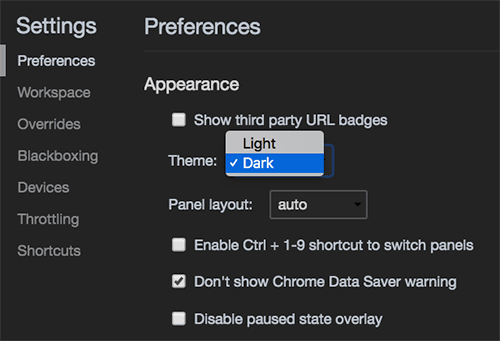 Settings
Preferences
Workspace
Overrides
Blackboxing
Devices
Throttling
Shortcuts
Preferences
Appearance
Show third party URL badges
Theme:
Light
✓ Dark
Panel layout: auto
Enable Ctrl + 1-9 shortcut to switch panels
Don't show Chrome Data Saver warning
Disable paused state overlay